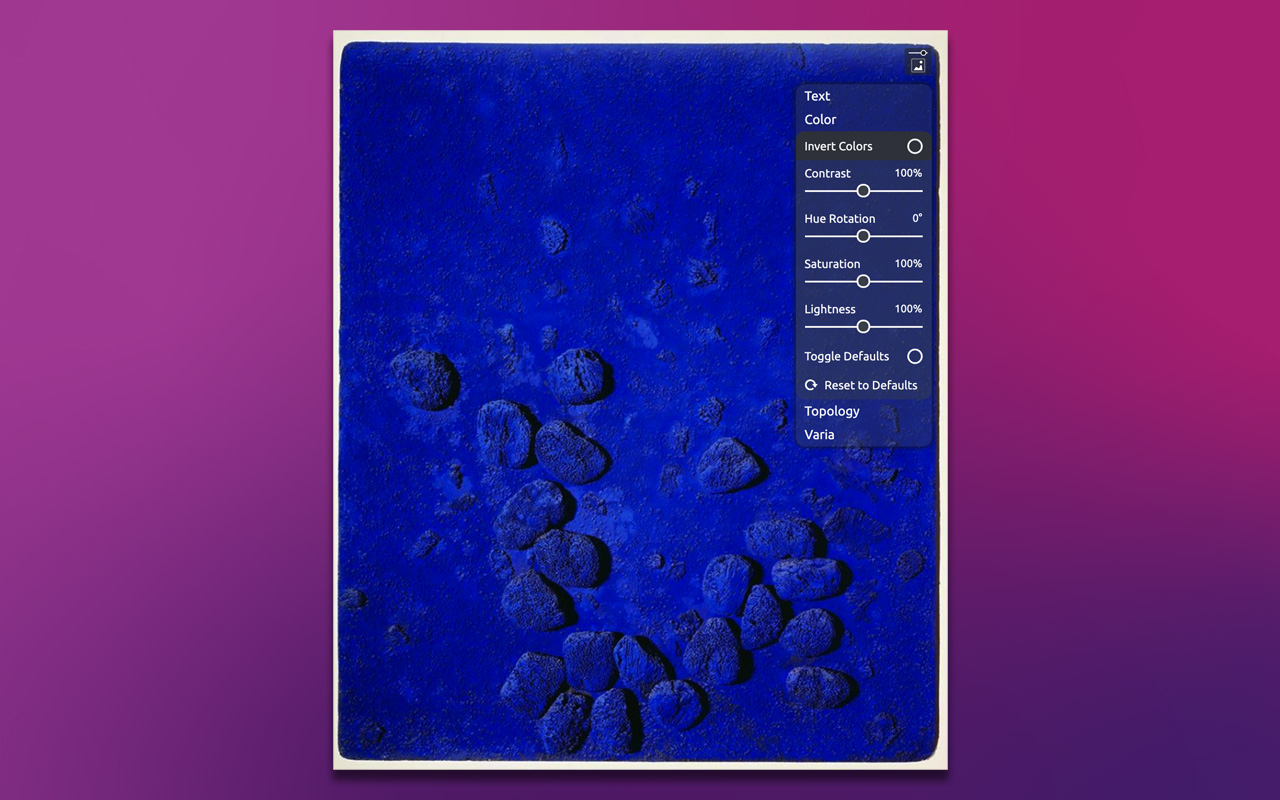 Text
Color
Invert Colors
Contrast 100%
Hue Rotation 0°
Saturation 100%
Lightness 100%
Toggle Defaults
Reset to Defaults
Topology
Varia